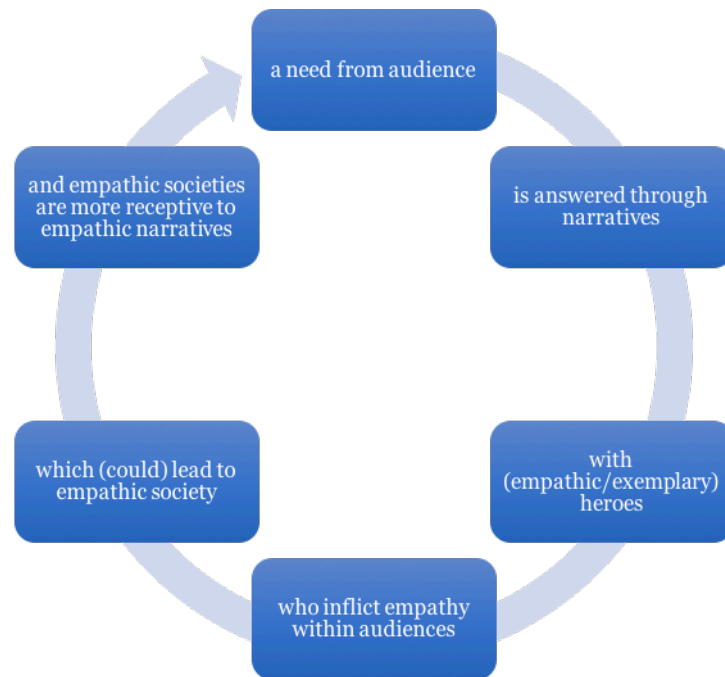 a need from audience
is answered through
narratives
with
(empathic/exemplary)
heroes
who inflict empathy
within audiences
which (could) lead to
empathic society
and empathic societies
are more receptive to
empathic narratives